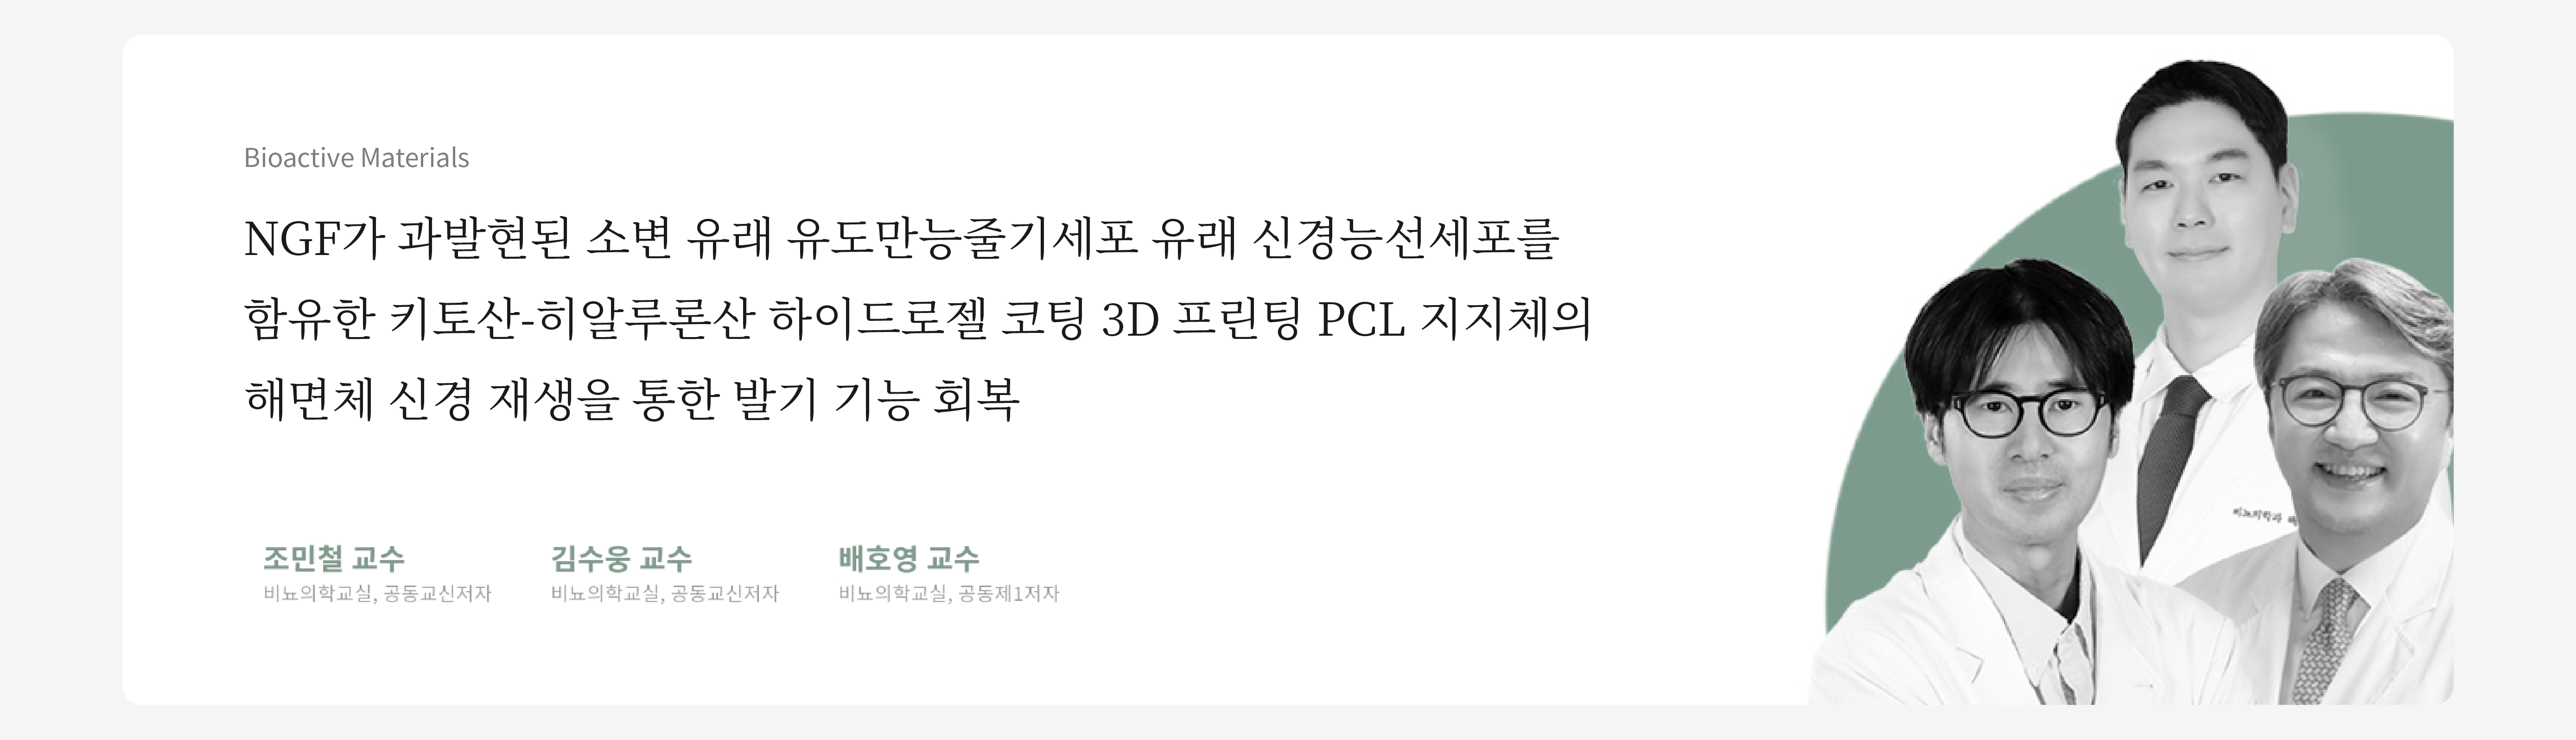 Bioactive Materials
NGF가 과발현된 소변 유래 유도만능줄기세포 유래 신경능선세포를
함유한 키토산-히알루론산 하이드로젤 코팅 3D 프린팅 PCL 지지체의
해면체 신경 재생을 통한 발기 기능 회복
조민철 교수 김수웅 교수 배호영 교수
비뇨의학교실, 공동교신저자 비뇨의학교실, 공동교신저자 비뇨의학교실, 공동제1저자
비뇨의학과